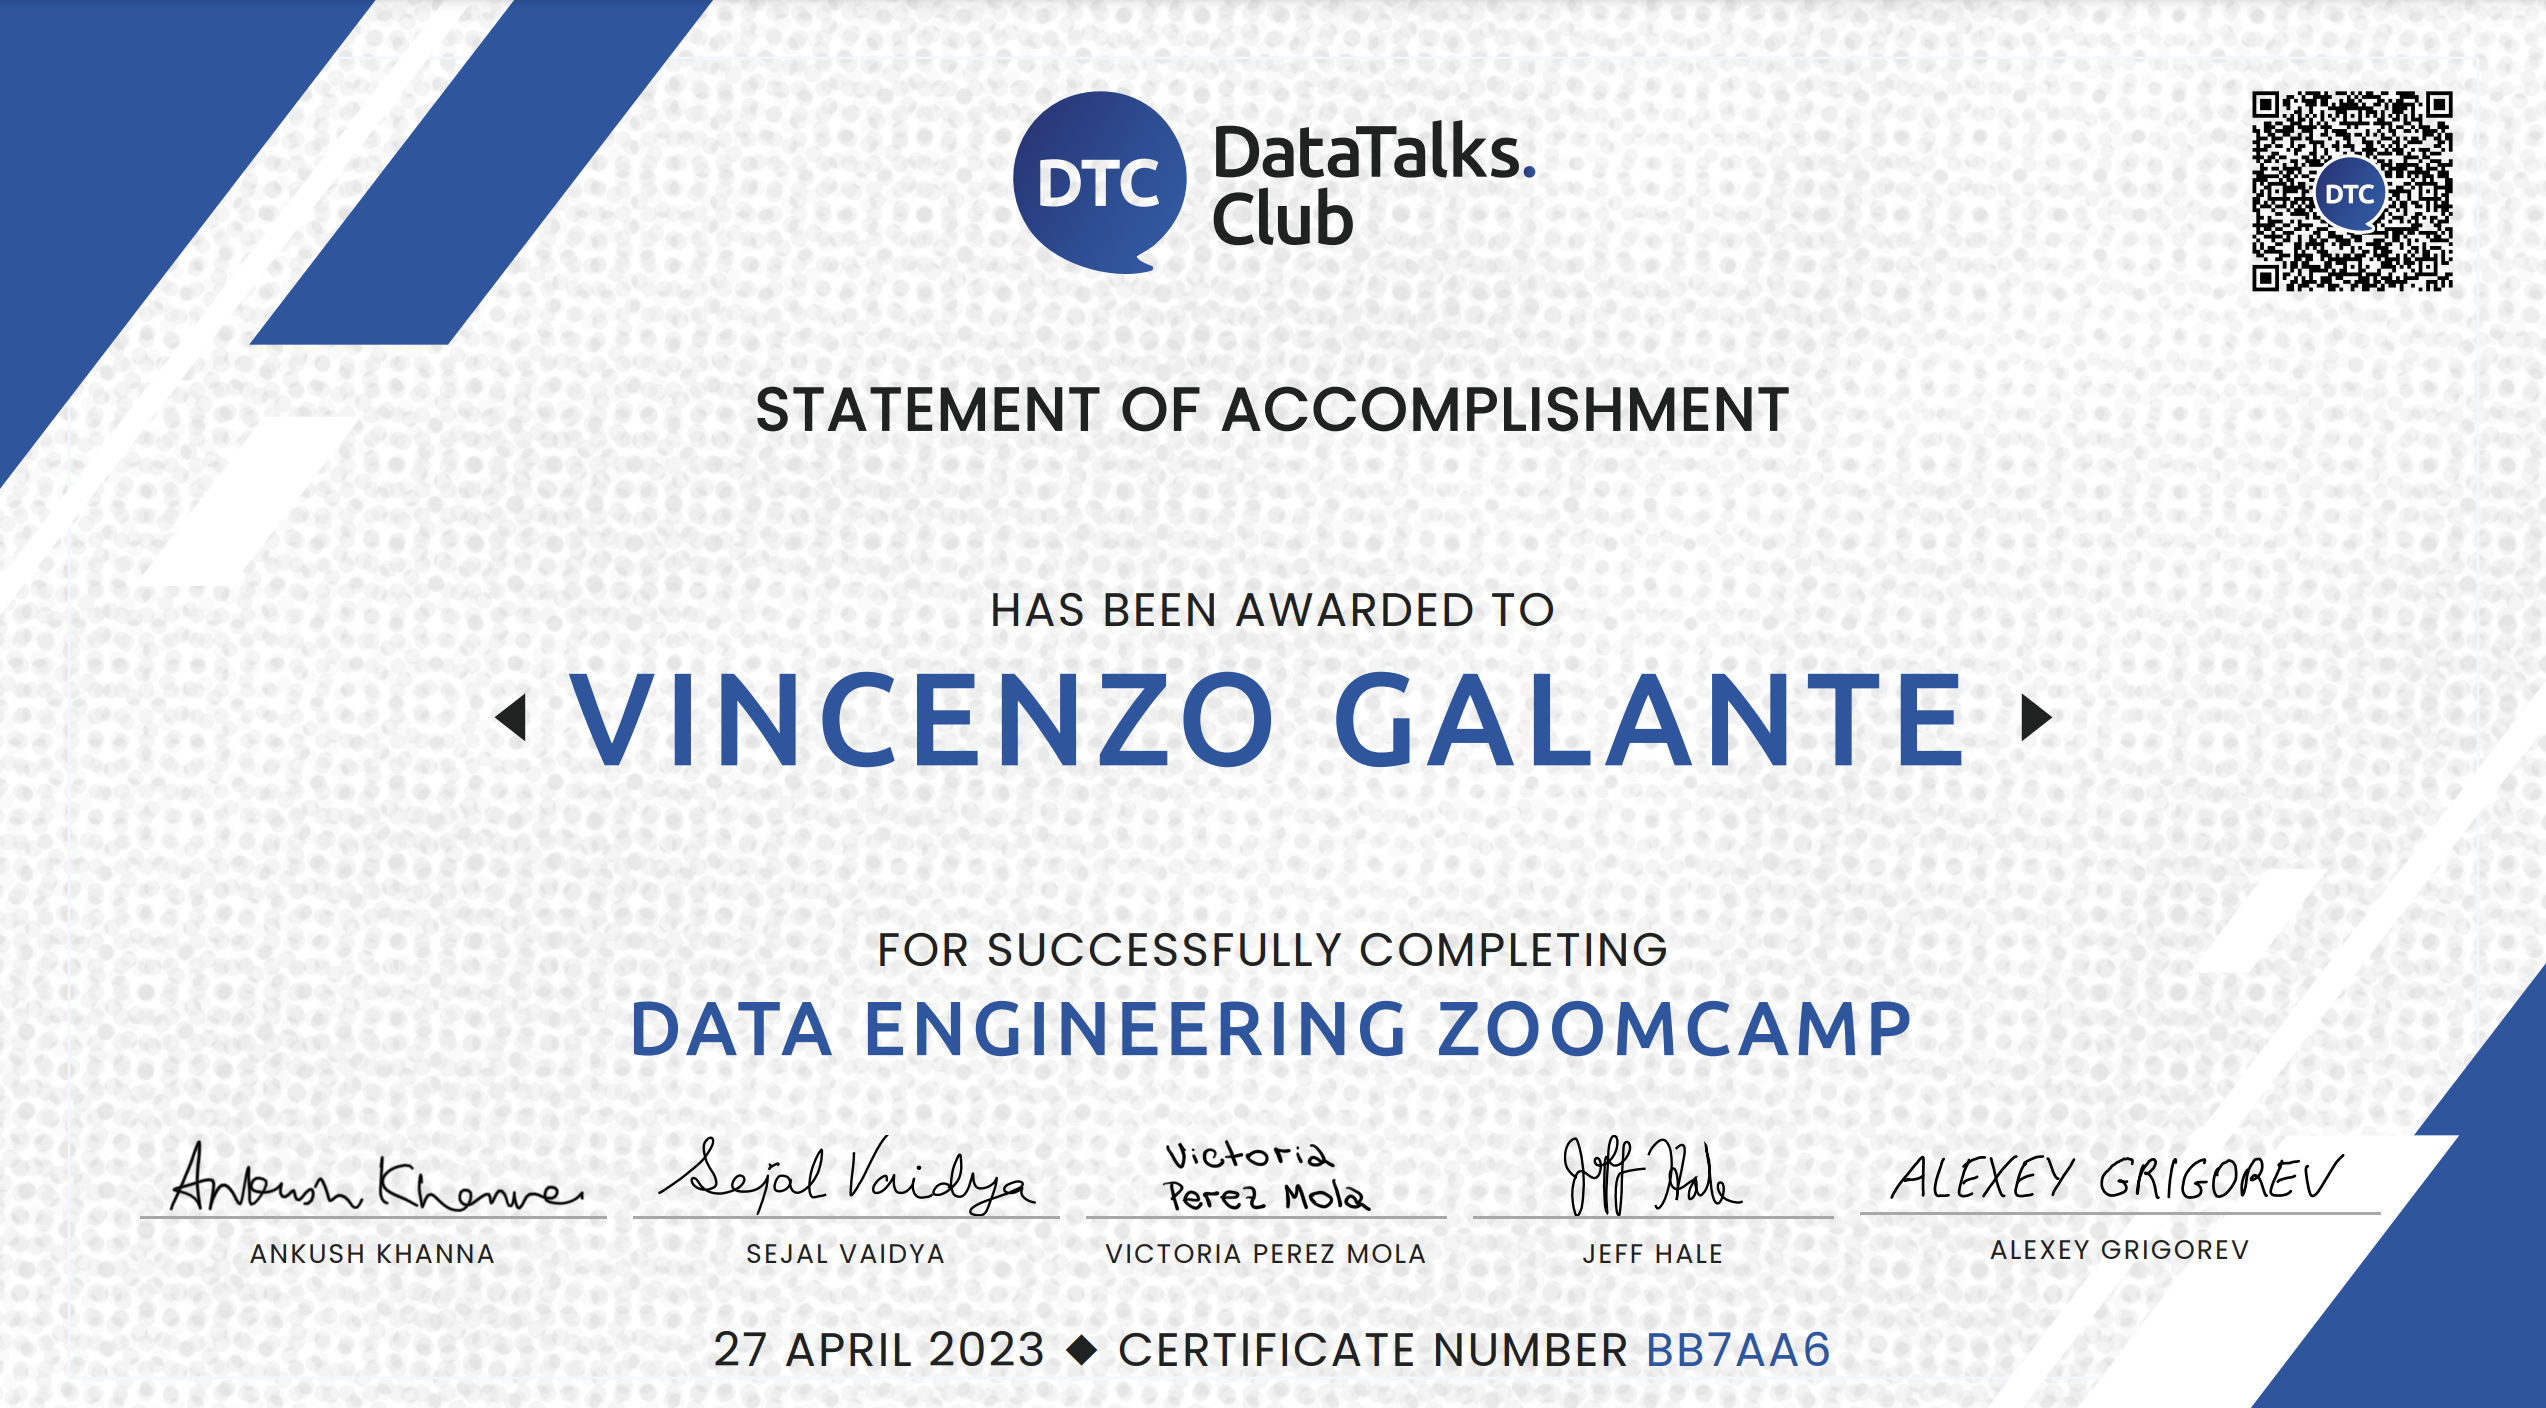 DTC
DataTalks.
Club
DTC
STATEMENT OF ACCOMPLISHMENT
HAS BEEN AWARDED TO
VINCENZO GALANTE
FOR SUCCESSFULLY COMPLETING
DATA ENGINEERING ZOOMCAMP
Ankush Khanna
Sejal Vaidya
Victoria
Perez Mola
Jeff Hale
ALEXEY GRIGOREV
ANKUSH KHANNA
SEJAL VAIDYA
VICTORIA PEREZ MOLA
JEFF HALE
ALEXEY GRIGOREV
27 APRIL 2023 ◆ CERTIFICATE NUMBER BB7AA6